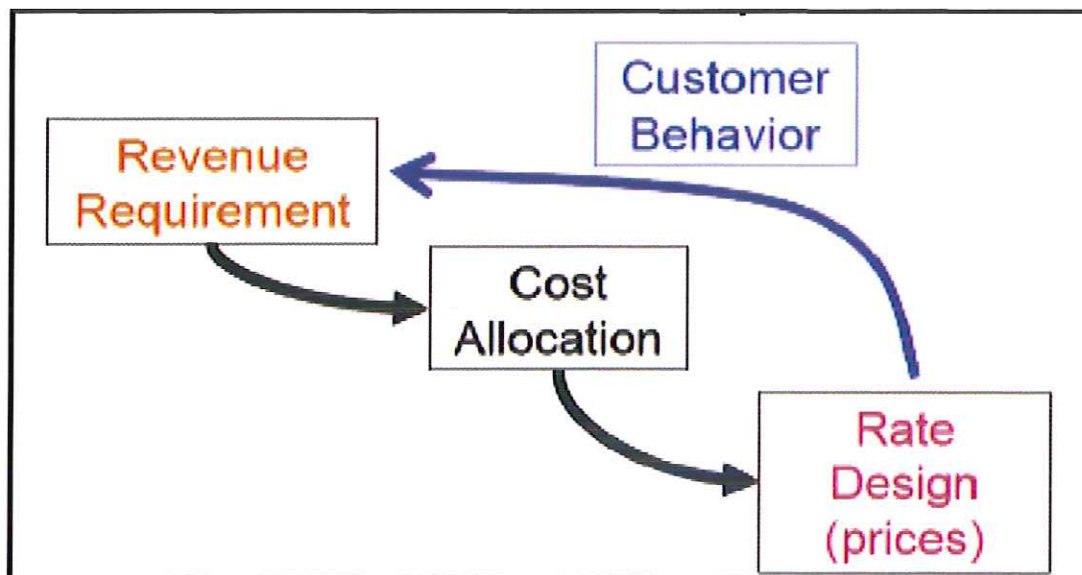 Customer
Behavior
Revenue
Requirement
Cost
Allocation
Rate
Design
(prices)